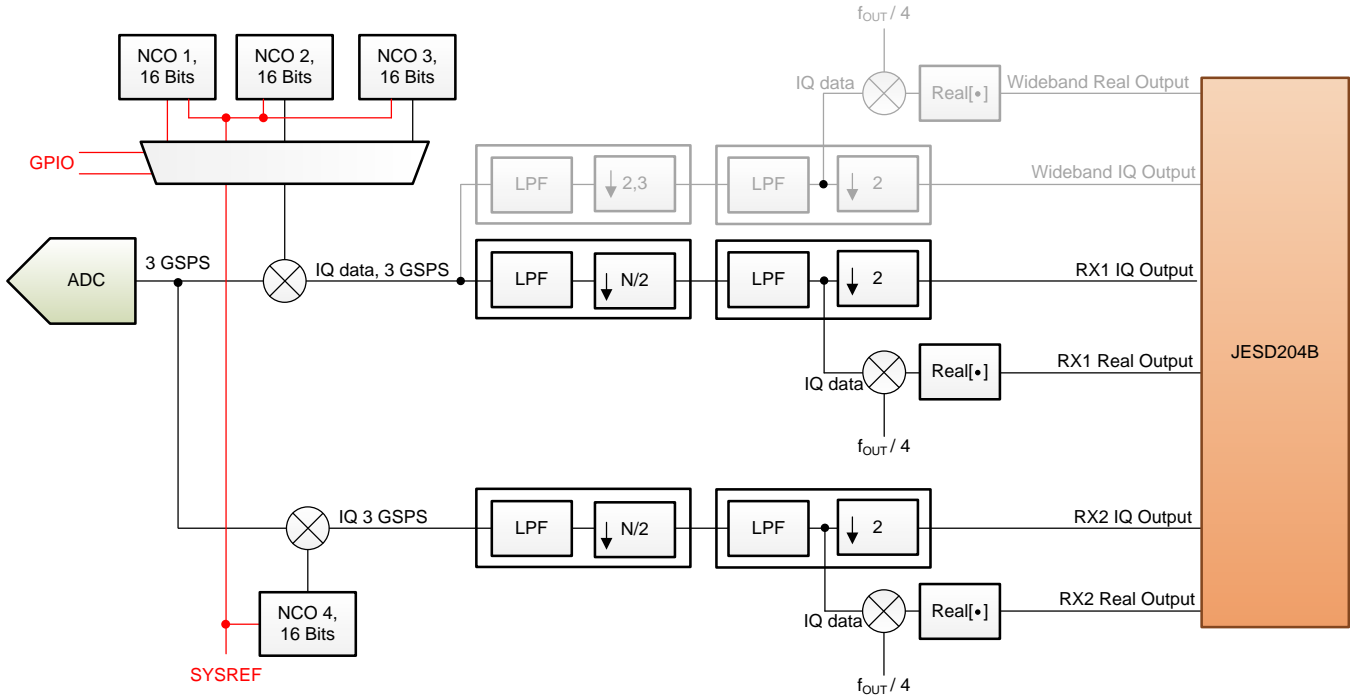 f_OUT / 4
NCO 1,
16 Bits
NCO 2,
16 Bits
NCO 3,
16 Bits
IQ data
Real[•]
Wideband Real Output
GPIO
LPF
2,3
LPF
2
Wideband IQ Output
ADC
3 GSPS
IQ data, 3 GSPS
LPF
N/2
LPF
2
RX1 IQ Output
IQ data
Real[•]
RX1 Real Output
f_OUT / 4
JESD204B
IQ 3 GSPS
LPF
N/2
LPF
2
RX2 IQ Output
NCO 4,
16 Bits
IQ data
Real[•]
RX2 Real Output
SYSREF
f_OUT / 4